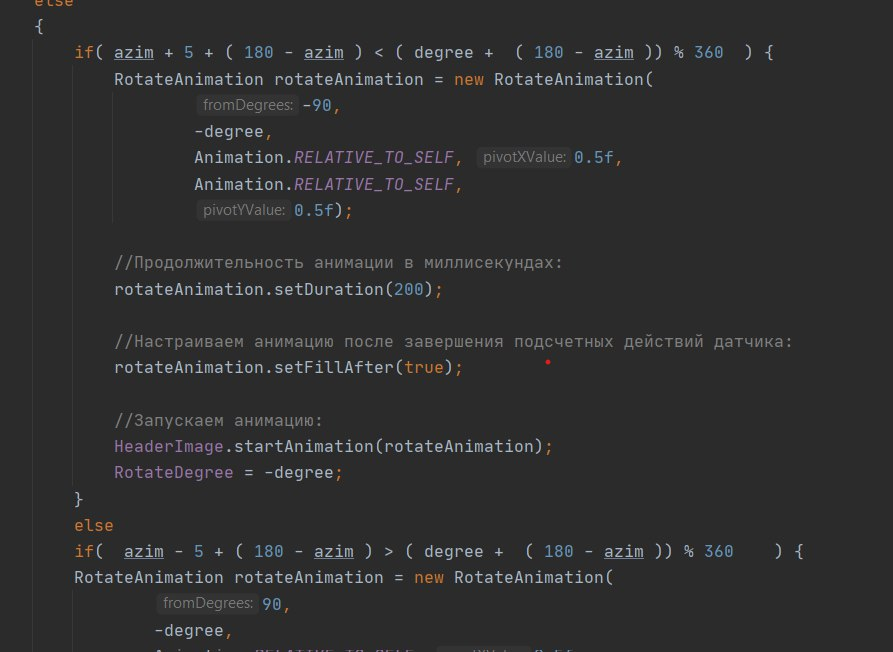 else
{
if( azim + 5 + ( 180 - azim ) < ( degree + ( 180 - azim )) % 360 ) {
RotateAnimation rotateAnimation = new RotateAnimation(
fromDegrees: -90,
-degree,
Animation.RELATIVE_TO_SELF, pivotXValue: 0.5f,
Animation.RELATIVE_TO_SELF,
pivotYValue: 0.5f);
//Продолжительность анимации в миллисекундах:
rotateAnimation.setDuration(200);
//Настраиваем анимацию после завершения подсчетных действий датчика:
rotateAnimation.setFillAfter(true);
//Запускаем анимацию:
HeaderImage.startAnimation(rotateAnimation);
RotateDegree = -degree;
}
else
if( azim - 5 + ( 180 - azim ) > ( degree + ( 180 - azim )) % 360 ) {
RotateAnimation rotateAnimation = new RotateAnimation(
fromDegrees: 90,
-degree,